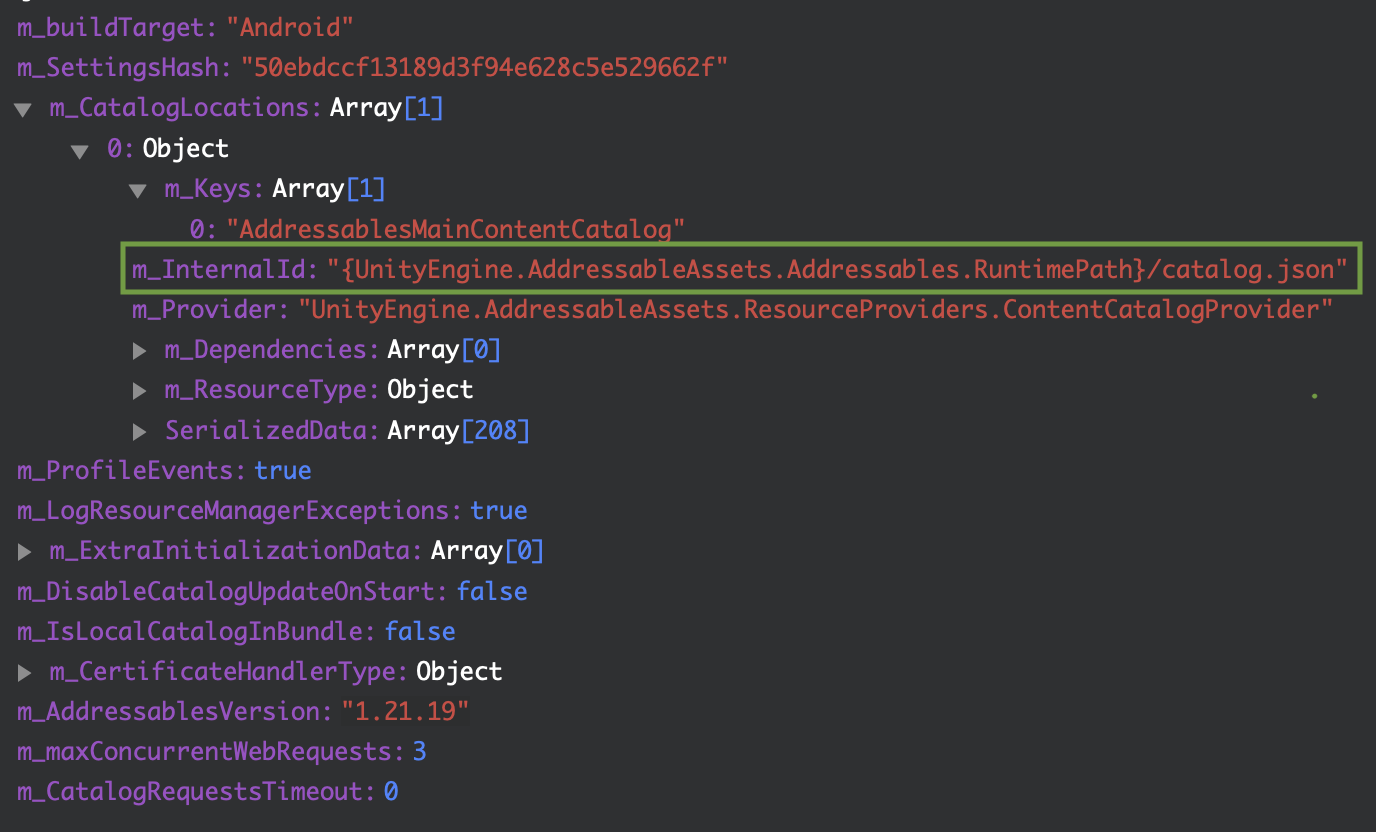 m_buildTarget: "Android"
m_SettingsHash: "50ebdccf13189d3f94e628c5e529662f"
m_CatalogLocations: Array[1]
0: Object
m_Keys: Array[1]
0: "AddressablesMainContentCatalog"
m_InternalId: "{UnityEngine.AddressableAssets.Addressables.RuntimePath}/catalog.json"
m_Provider: "UnityEngine.AddressableAssets.ResourceProviders.ContentCatalogProvider"
m_Dependencies: Array[0]
m_ResourceType: Object
SerializedData: Array[208]
m_ProfileEvents: true
m_LogResourceManagerExceptions: true
m_ExtraInitializationData: Array[0]
m_DisableCatalogUpdateOnStart: false
m_IsLocalCatalogInBundle: false
m_CertificateHandlerType: Object
m_AddressablesVersion: "1.21.19"
m_maxConcurrentWebRequests: 3
m_CatalogRequestsTimeout: 0